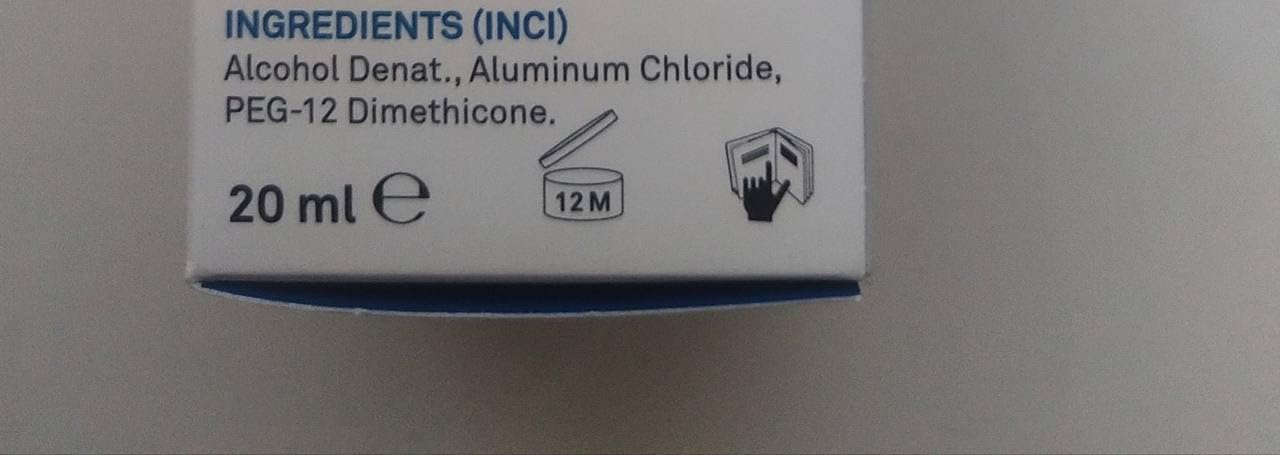 INGREDIENTS (INCI)
Alcohol Denat., Aluminum Chloride,
PEG-12 Dimethicone.
20 ml ℮
12 M